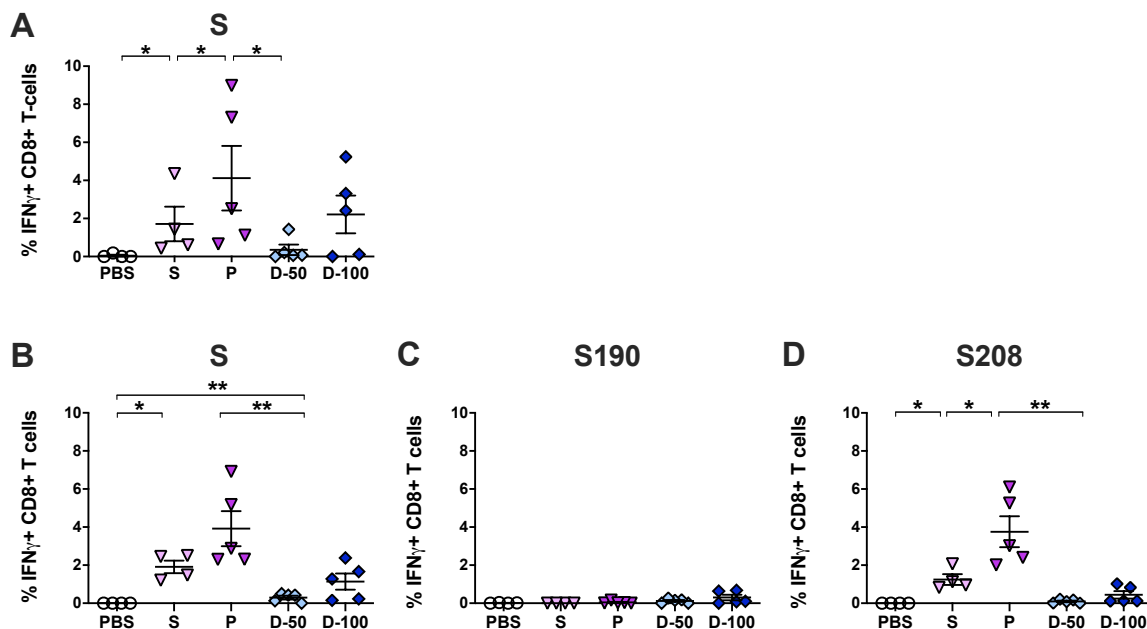 A
S
* * *
% IFNγ+ CD8+ T-cells
10
8
6
4
2
0
PBS S P D-50 D-100
B
S
**
* **
% IFNγ+ CD8+ T cells
10
8
6
4
2
0
PBS S P D-50 D-100
C
S190
% IFNγ+ CD8+ T cells
10
8
6
4
2
0
PBS S P D-50 D-100
D
S208
* * **
% IFNγ+ CD8+ T cells
10
8
6
4
2
0
PBS S P D-50 D-100